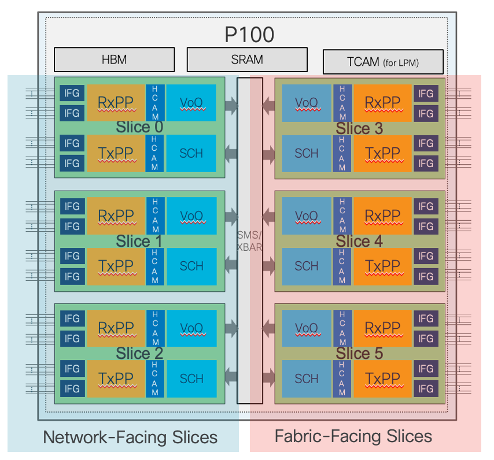 P100
HBM SRAM TCAM (for LPM)
IFG RxPP HCAM VoQ VoQ HCAM RxPP IFG
IFG IFG
Slice 0 Slice 3
IFG TxPP HCAM SCH SCH HCAM TxPP IFG
IFG IFG
IFG RxPP HCAM VoQ VoQ HCAM RxPP IFG
IFG IFG
Slice 1 SMS/XBAR Slice 4
IFG TxPP HCAM SCH SCH HCAM TxPP IFG
IFG IFG
IFG RxPP HCAM VoQ VoQ HCAM RxPP IFG
IFG IFG
Slice 2 Slice 5
IFG TxPP HCAM SCH SCH HCAM TxPP IFG
IFG IFG
Network-Facing Slices Fabric-Facing Slices